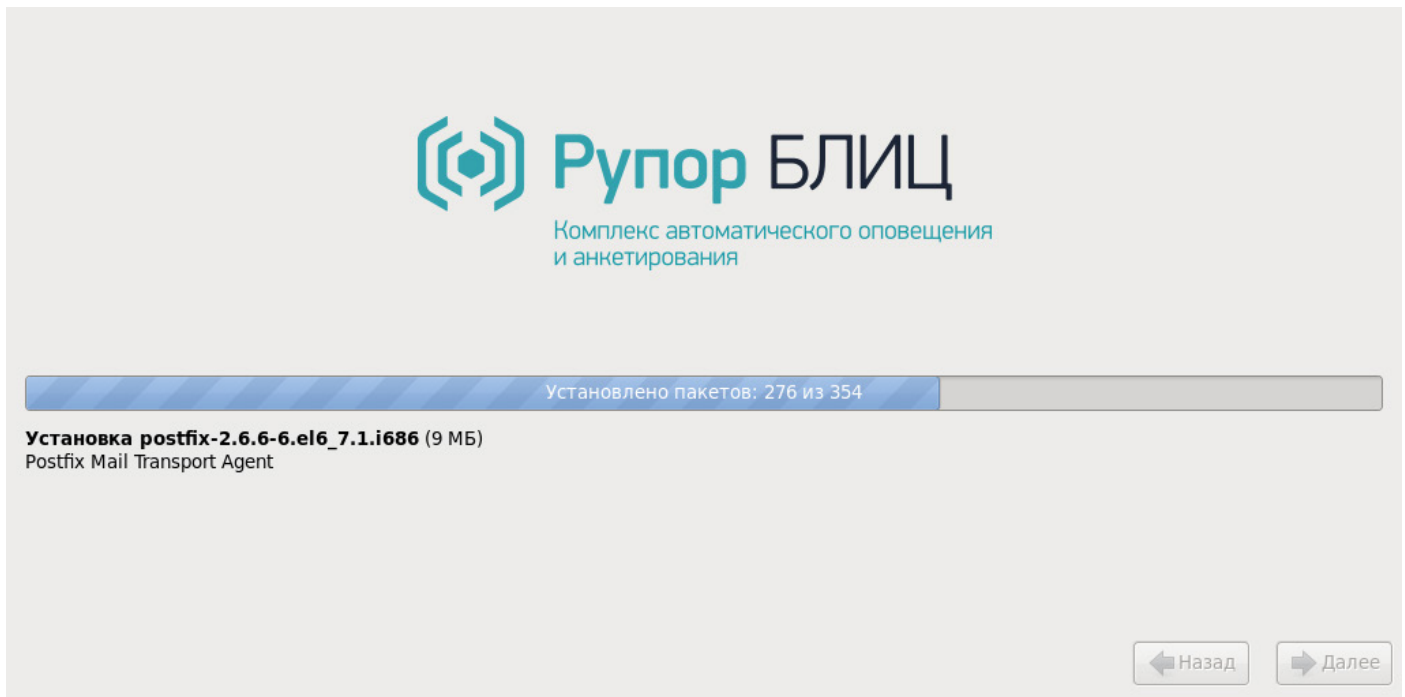 Рупор БЛИЦ
Комплекс автоматического оповещения
и анкетирования
Установлено пакетов: 276 из 354
Установка postfix-2.6.6-6.el6_7.1.i686 (9 МБ)
Postfix Mail Transport Agent
Назад
Далее